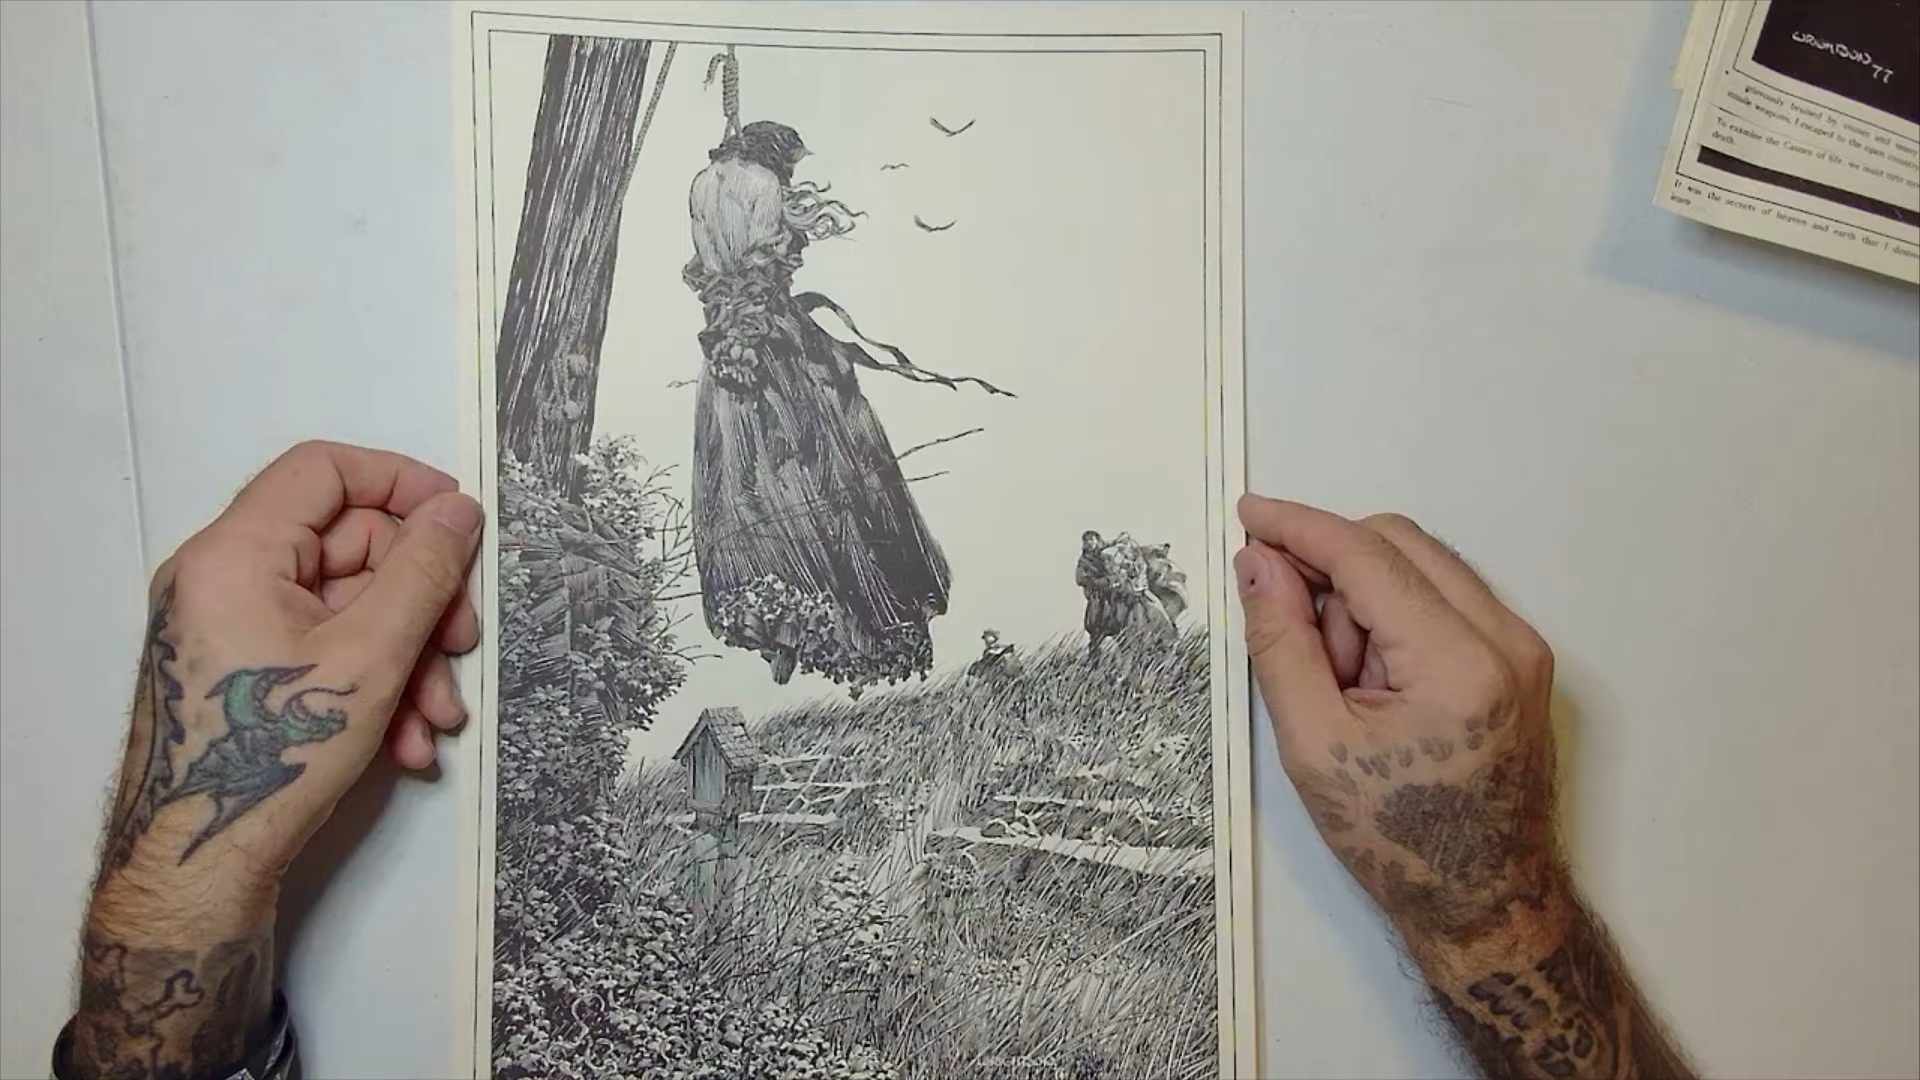 WRIGHTSON 77
grievously bruised by stones and many
missile weapons, I escaped to the open country
To examine the Causes of life, we must
death.
It was the secrets of heaven and earth that I desired
learn